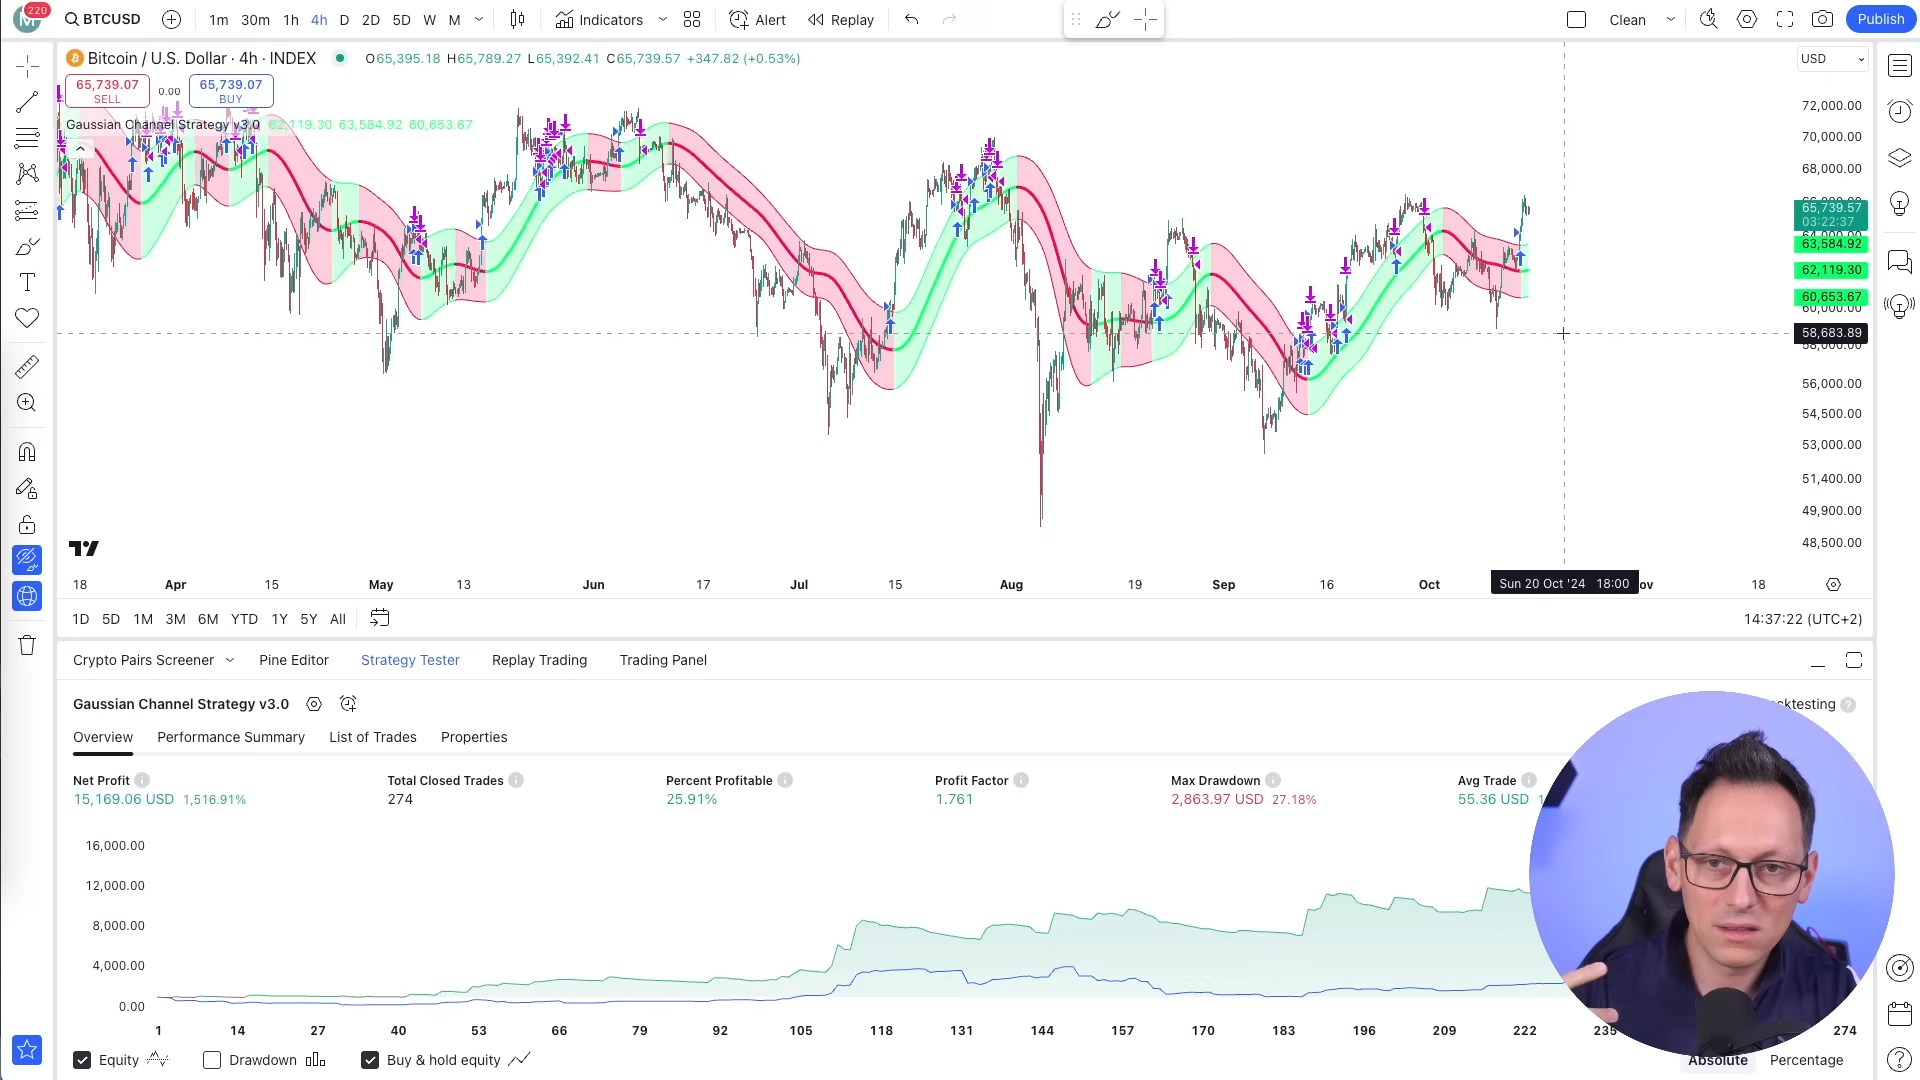 M 220 BTCUSD 1m 30m 1h 4h D 2D 5D W M Indicators Alert Replay Clean Publish
Bitcoin / U.S. Dollar · 4h · INDEX O65,395.18 H65,789.27 L65,392.41 C65,739.57 +347.82 (+0.53%) USD
65,739.07 SELL 0.00 65,739.07 BUY
Gaussian Channel Strategy v3.0 62,119.30 63,584.92 60,653.67
72,000.00
70,000.00
68,000.00
65,739.57
03:22:37
63,584.92
62,119.30
60,653.67
60,000.00
58,683.89
58,000.00
56,000.00
54,500.00
53,000.00
51,400.00
49,900.00
48,500.00
18 Apr 15 May 13 Jun 17 Jul 15 Aug 19 Sep 16 Oct Sun 20 Oct '24 18:00 ov 18
1D 5D 1M 3M 6M YTD 1Y 5Y All 14:37:22 (UTC+2)
Crypto Pairs Screener Pine Editor Strategy Tester Replay Trading Trading Panel
Gaussian Channel Strategy v3.0 cktesting
Overview Performance Summary List of Trades Properties
Net Profit Total Closed Trades Percent Profitable Profit Factor Max Drawdown Avg Trade
15,169.06 USD 1,516.91% 274 25.91% 1.761 2,863.97 USD 27.18% 55.36 USD
16,000.00
12,000.00
8,000.00
4,000.00
0.00
1 14 27 40 53 66 79 92 105 118 131 144 157 170 183 196 209 222 235 274
Equity Drawdown Buy & hold equity Absolute Percentage